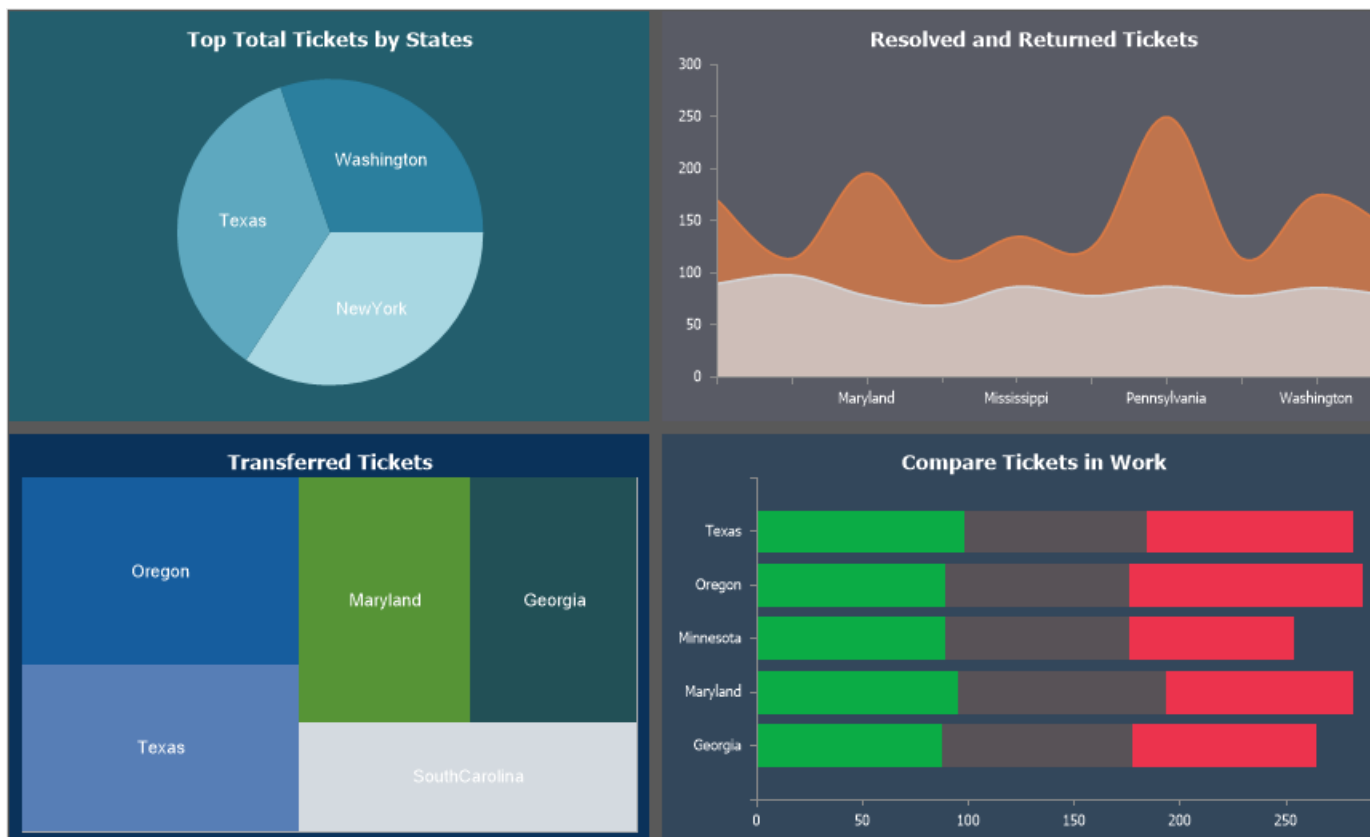 Top Total Tickets by States
Washington
Texas
NewYork
Resolved and Returned Tickets
300
250
200
150
100
50
0
Maryland Mississippi Pennsylvania Washington
Transferred Tickets
Oregon
Maryland
Georgia
Texas
SouthCarolina
Compare Tickets in Work
Texas
Oregon
Minnesota
Maryland
Georgia
0 50 100 150 200 250